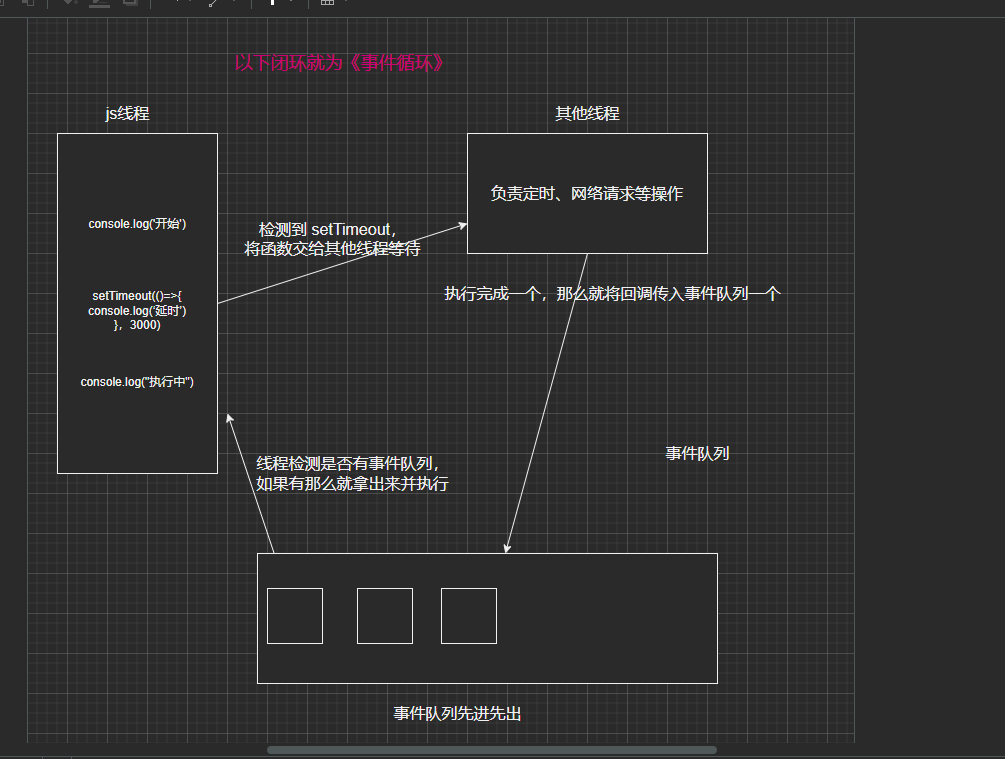 以下闭环就为《事件循环》
js线程
其他线程
console.log('开始')
setTimeout(()=>{
console.log('延时')
}，3000)
console.log("执行中")
检测到 setTimeout，
将函数交给其他线程等待
负责定时、网络请求等操作
执行完成一个，那么就将回调传入事件队列一个
线程检测是否有事件队列，
如果有那么就拿出来并执行
事件队列
事件队列先进先出